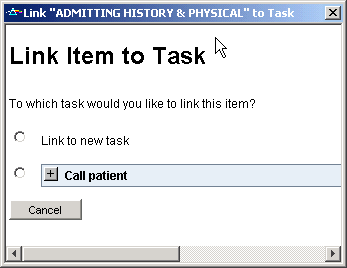 Link "ADMITTING HISTORY & PHYSICAL" to Task
Link Item to Task
To which task would you like to link this item?
Link to new task
Call patient
Cancel